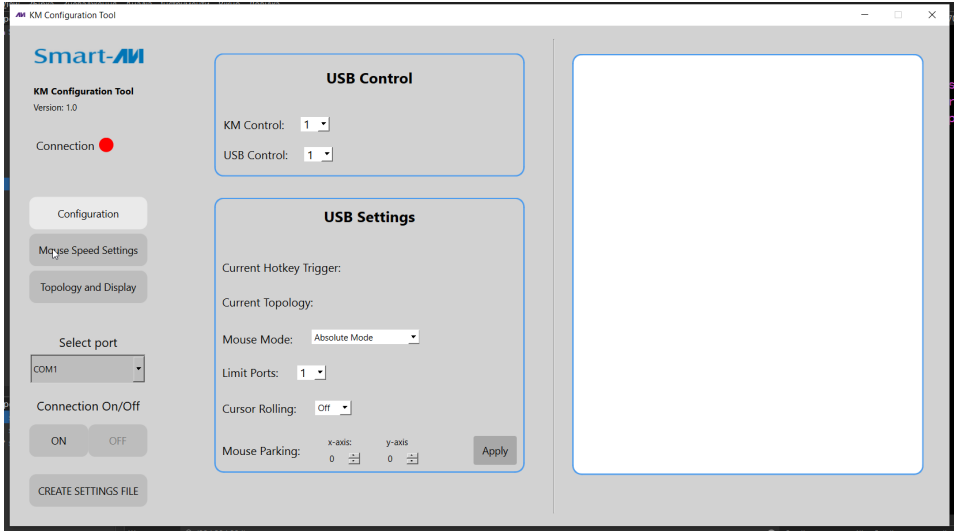 KM Configuration Tool
Smart-AVI
KM Configuration Tool
Version: 1.0
Connection
Configuration
Mouse Speed Settings
Topology and Display
Select port
COM1
Connection On/Off
ON OFF
CREATE SETTINGS FILE
USB Control
KM Control: 1
USB Control: 1
USB Settings
Current Hotkey Trigger:
Current Topology:
Mouse Mode: Absolute Mode
Limit Ports: 1
Cursor Rolling: Off
x-axis: y-axis
Mouse Parking: 0 0
Apply